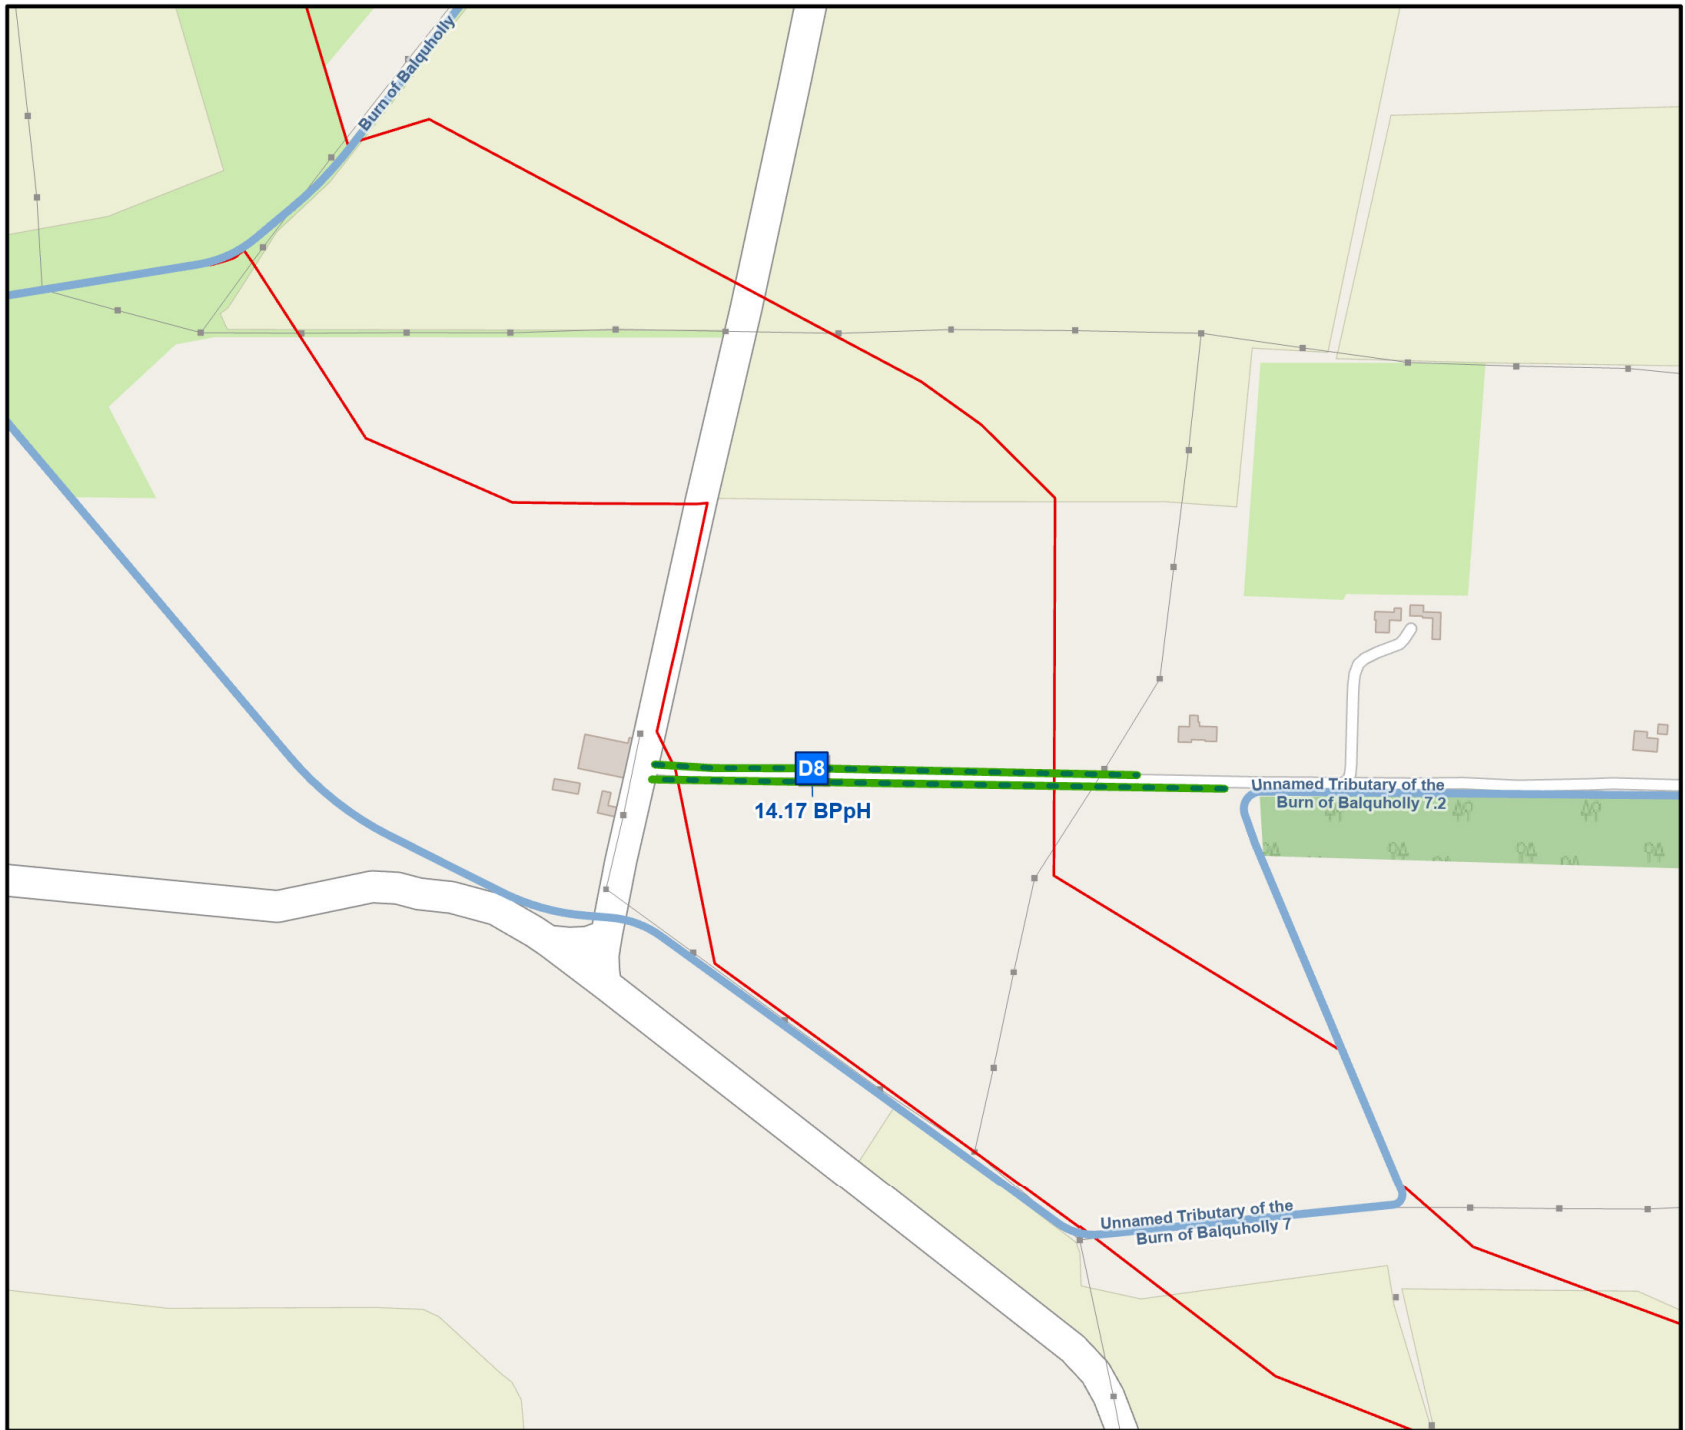 Burn of Balquholly
D8
14.17 BPpH
Unnamed Tributary of the
Burn of Balquholly 7.2
Unnamed Tributary of the
Burn of Balquholly 7